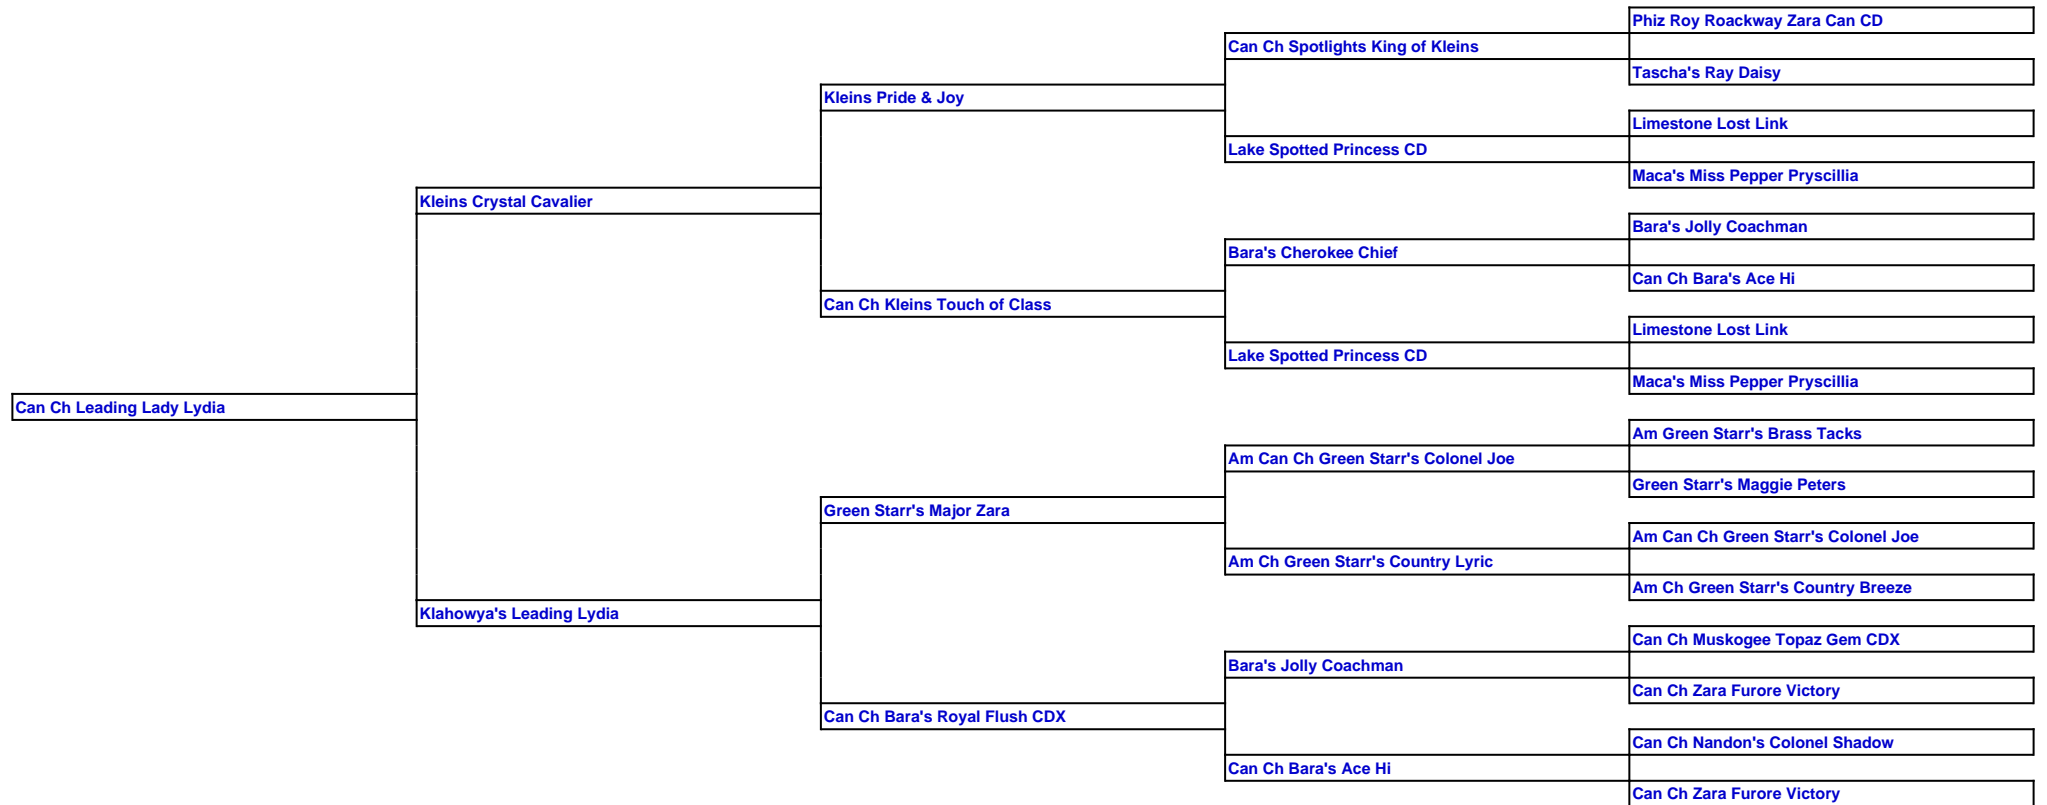 Phiz Roy Roackway Zara Can CD
Can Ch Spotlights King of Kleins
Tascha's Ray Daisy
Kleins Pride & Joy
Limestone Lost Link
Lake Spotted Princess CD
Maca's Miss Pepper Pryscillia
Kleins Crystal Cavalier
Bara's Jolly Coachman
Bara's Cherokee Chief
Can Ch Bara's Ace Hi
Can Ch Kleins Touch of Class
Limestone Lost Link
Lake Spotted Princess CD
Maca's Miss Pepper Pryscillia
Can Ch Leading Lady Lydia
Am Green Starr's Brass Tacks
Am Can Ch Green Starr's Colonel Joe
Green Starr's Maggie Peters
Green Starr's Major Zara
Am Can Ch Green Starr's Colonel Joe
Am Ch Green Starr's Country Lyric
Am Ch Green Starr's Country Breeze
Klahowya's Leading Lydia
Can Ch Muskogee Topaz Gem CDX
Bara's Jolly Coachman
Can Ch Zara Furore Victory
Can Ch Bara's Royal Flush CDX
Can Ch Nandon's Colonel Shadow
Can Ch Bara's Ace Hi
Can Ch Zara Furore Victory